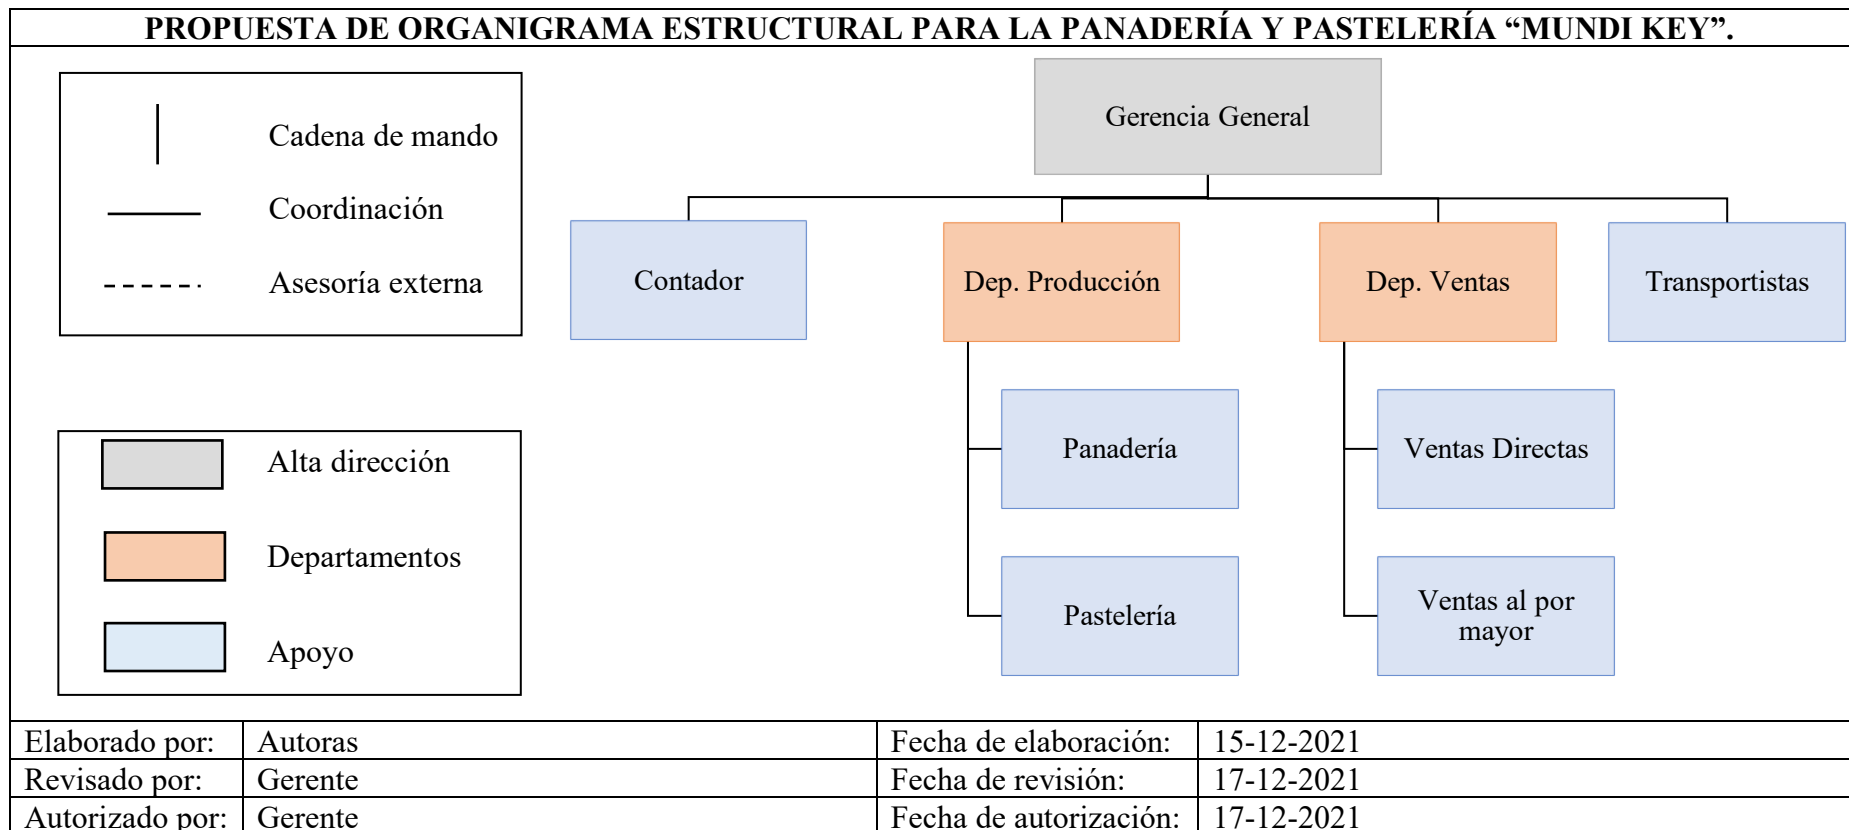 PROPUESTA DE ORGANIGRAMA ESTRUCTURAL PARA LA PANADERÍA Y PASTELERÍA “MUNDI KEY”.
Cadena de mando
Coordinación
Asesoría externa
Alta dirección
Departamentos
Apoyo
Gerencia General
Contador
Dep. Producción
Dep. Ventas
Transportistas
Panadería
Ventas Directas
Pastelería
Ventas al por
mayor
Elaborado por: Autoras Fecha de elaboración: 15-12-2021
Revisado por: Gerente Fecha de revisión: 17-12-2021
Autorizado por: Gerente Fecha de autorización: 17-12-2021